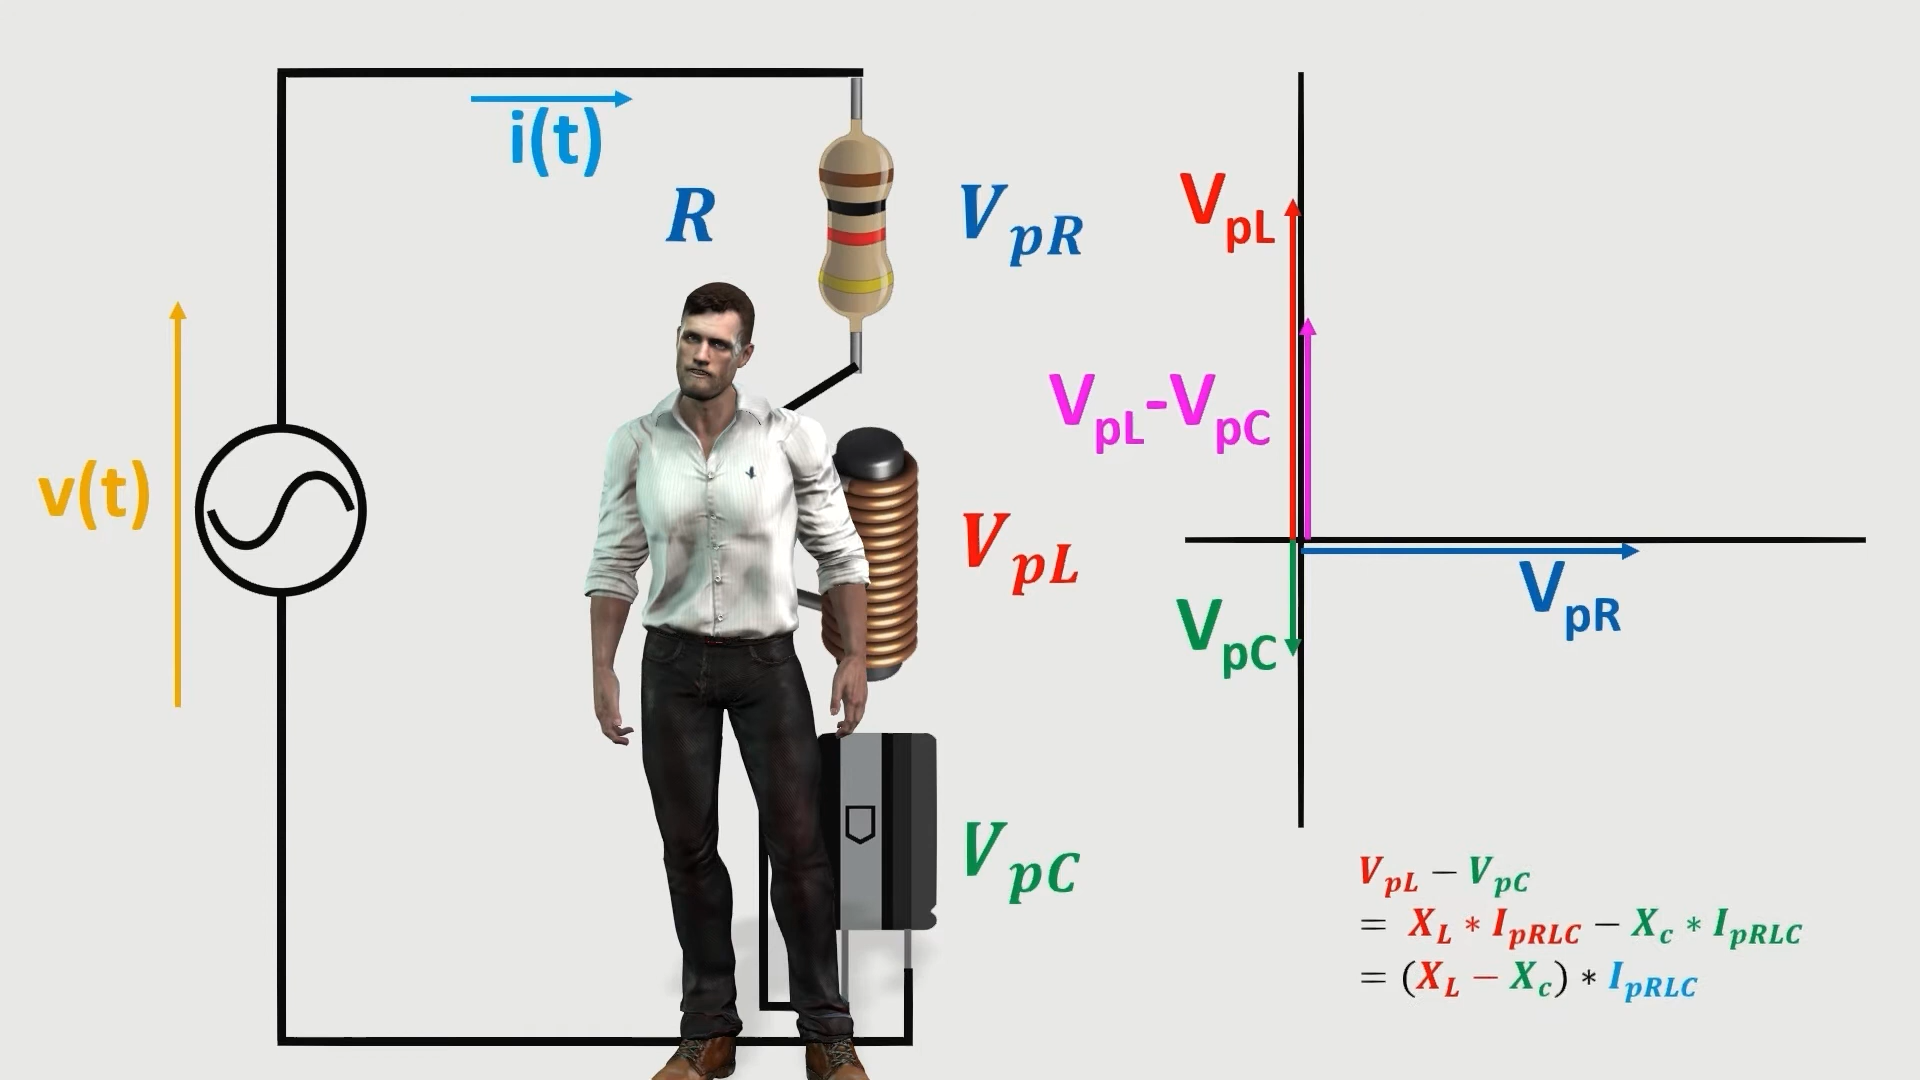 i(t)
R
V_pR
v(t)
V_pL
V_pC
V_pL
V_pL-V_pC
V_pR
V_pC
V_pL − V_pC
= X_L * I_pRLC − X_c * I_pRLC
= (X_L − X_c) * I_pRLC